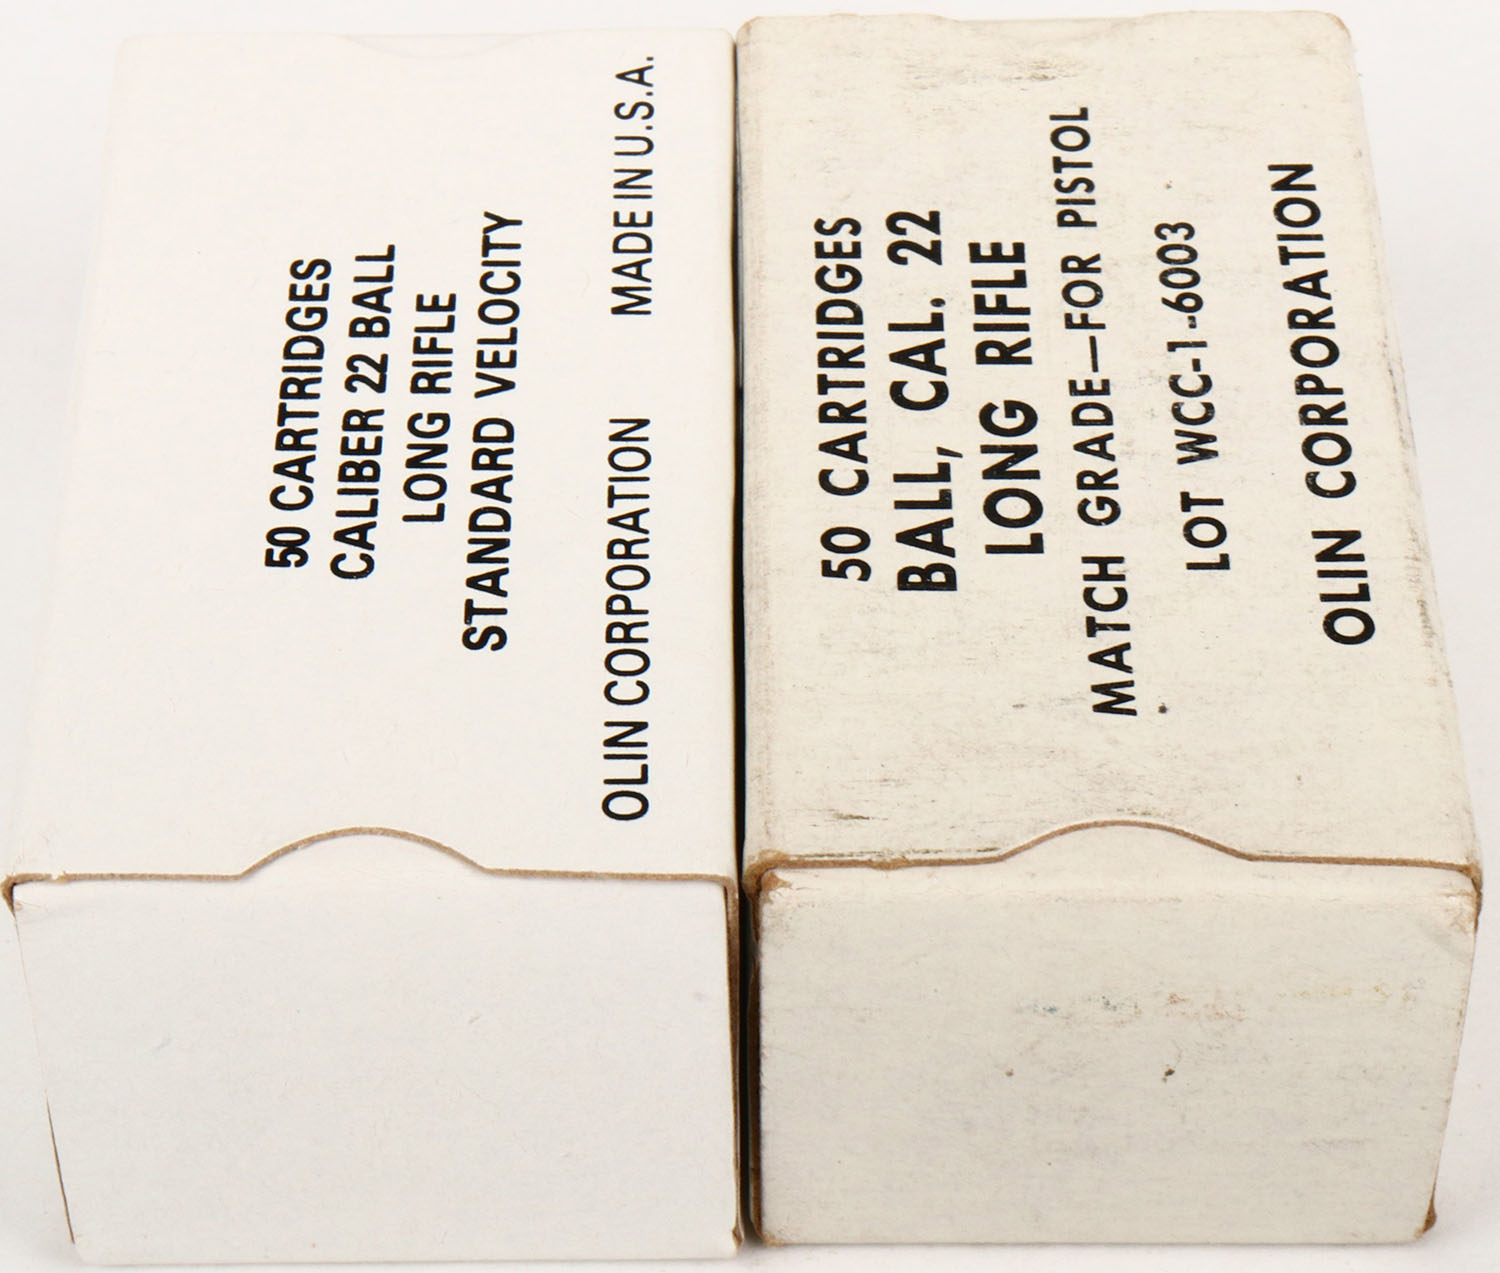 50 CARTRIDGES
CALIBER 22 BALL
LONG RIFLE
STANDARD VELOCITY
OLIN CORPORATION MADE IN U.S.A.
50 CARTRIDGES
BALL, CAL. 22
LONG RIFLE
MATCH GRADE—FOR PISTOL
LOT WCC-1-6003
OLIN CORPORATION